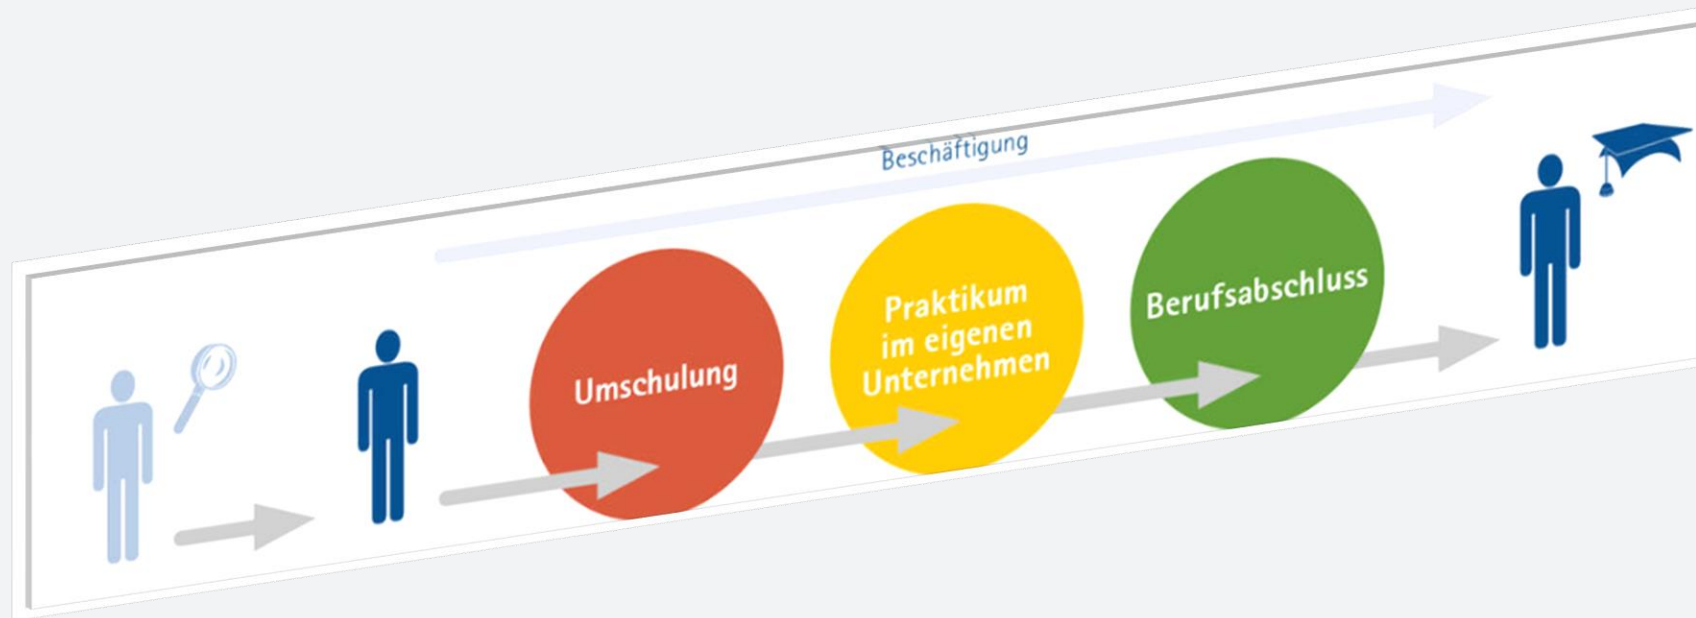 Beschäftigung
Umschulung
Praktikum
im eigenen
Unternehmen
Berufsabschluss